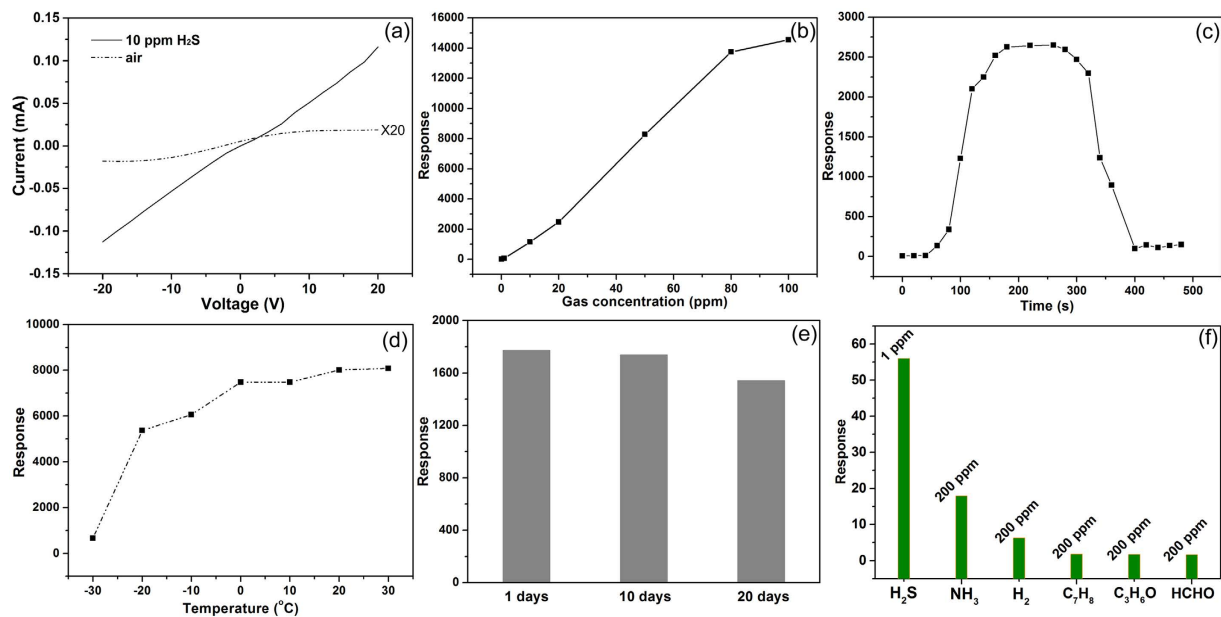 (a)
10 ppm H₂S
air
X20
0.15
0.10
0.05
0.00
-0.05
-0.10
-0.15
Current (mA)
-20 -10 0 10 20
Voltage (V)
(b)
16000
14000
12000
10000
8000
6000
4000
2000
0
Response
0 20 40 60 80 100
Gas concentration (ppm)
(c)
3000
2500
2000
1500
1000
500
0
Response
0 100 200 300 400 500
Time (s)
(d)
10000
8000
6000
4000
2000
0
Response
-30 -20 -10 0 10 20 30
Temperature (°C)
(e)
2000
1600
1200
800
400
0
Response
1 days 10 days 20 days
(f)
60
50
40
30
20
10
0
Response
1 ppm
200 ppm
200 ppm
200 ppm
200 ppm
200 ppm
H₂S NH₃ H₂ C₇H₈ C₃H₆O HCHO